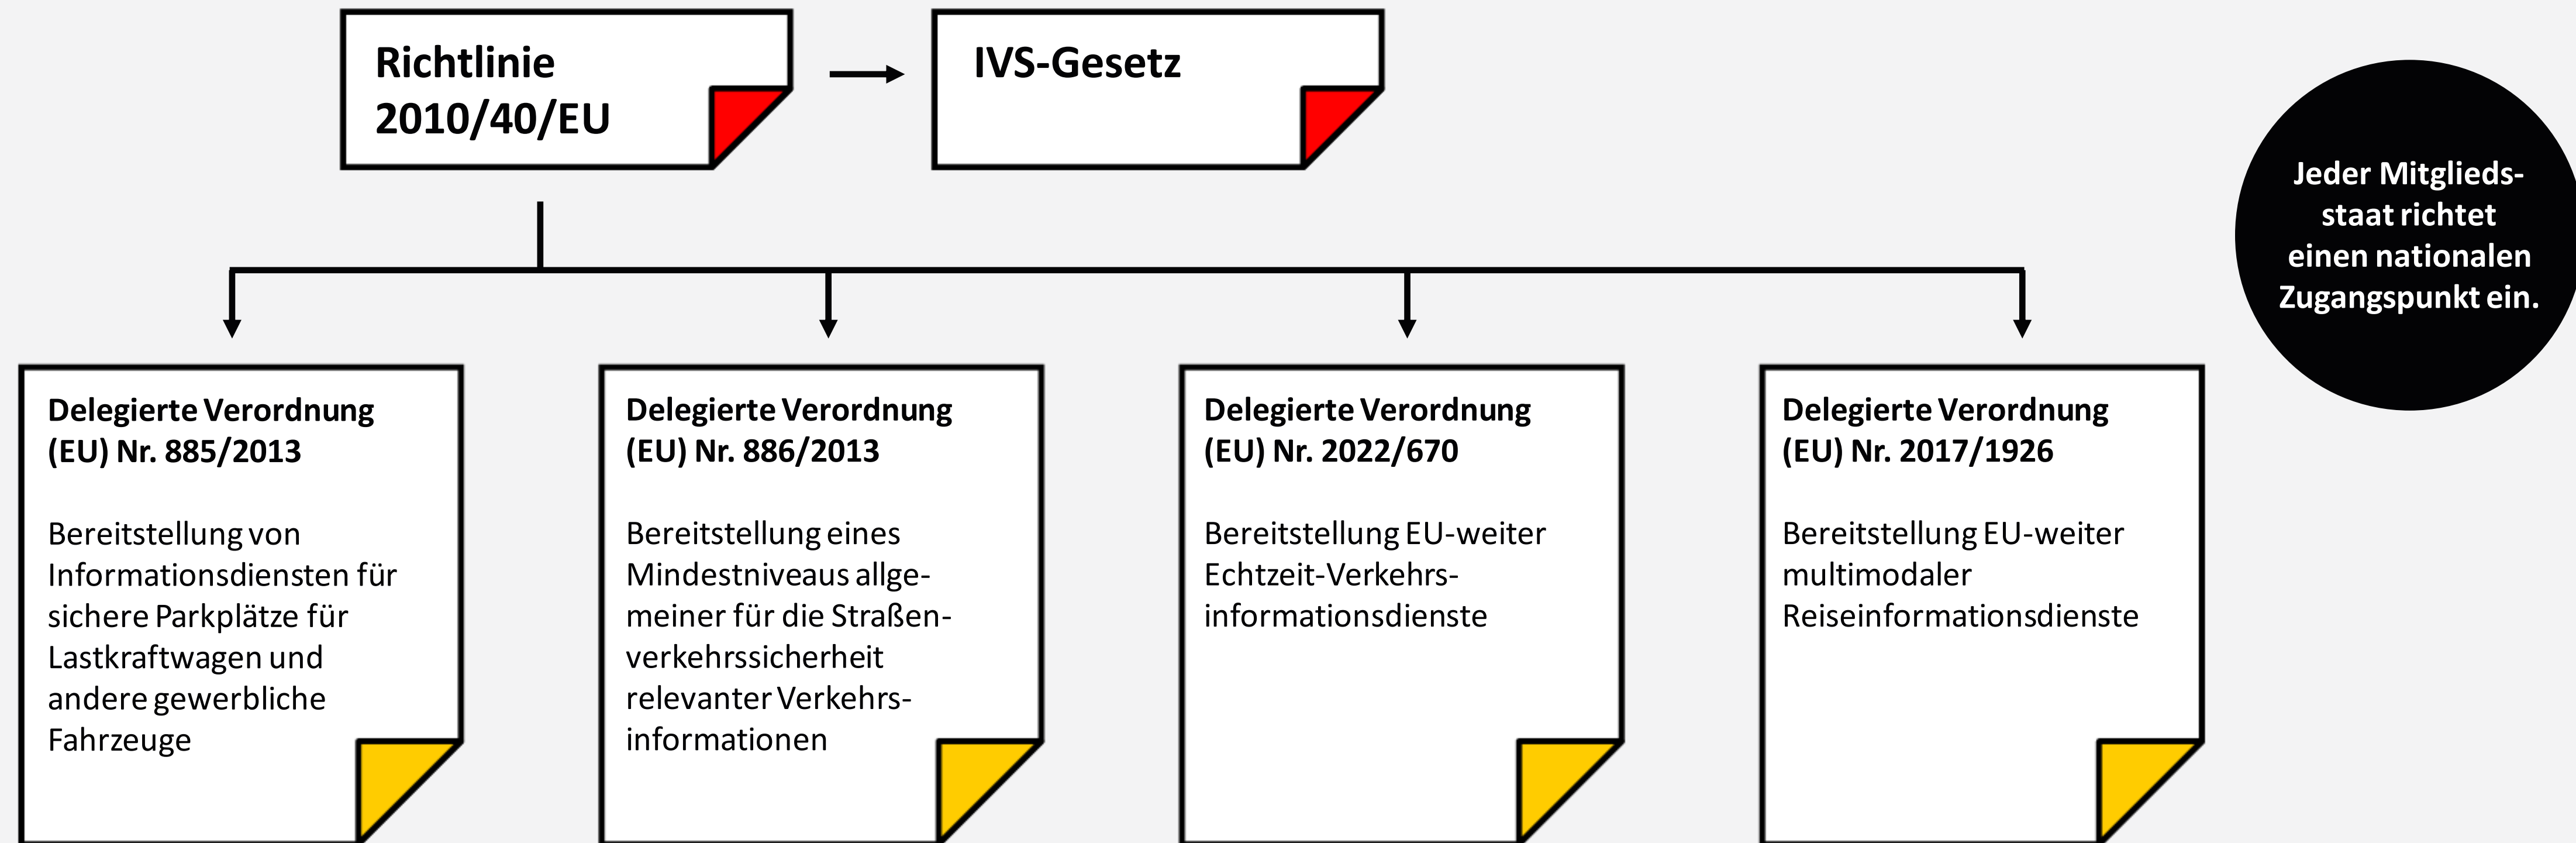 Richtlinie
2010/40/EU
IVS-Gesetz
Jeder Mitglieds-
staat richtet
einen nationalen
Zugangspunkt ein.
Delegierte Verordnung
(EU) Nr. 885/2013
Bereitstellung von
Informationsdiensten für
sichere Parkplätze für
Lastkraftwagen und
andere gewerbliche
Fahrzeuge
Delegierte Verordnung
(EU) Nr. 886/2013
Bereitstellung eines
Mindestniveaus allge-
meiner für die Straßen-
verkehrssicherheit
relevanter Verkehrs-
informationen
Delegierte Verordnung
(EU) Nr. 2022/670
Bereitstellung EU-weiter
Echtzeit-Verkehrs-
informationsdienste
Delegierte Verordnung
(EU) Nr. 2017/1926
Bereitstellung EU-weiter
multimodaler
Reiseinformationsdienste